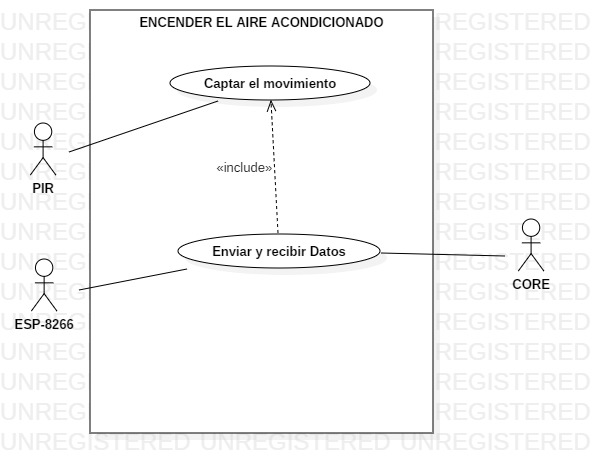 ENCENDER EL AIRE ACONDICIONADO
Captar el movimiento
PIR
«include»
Enviar y recibir Datos
CORE
ESP-8266
UNREGISTERED UNREGISTERED UNREGISTERED